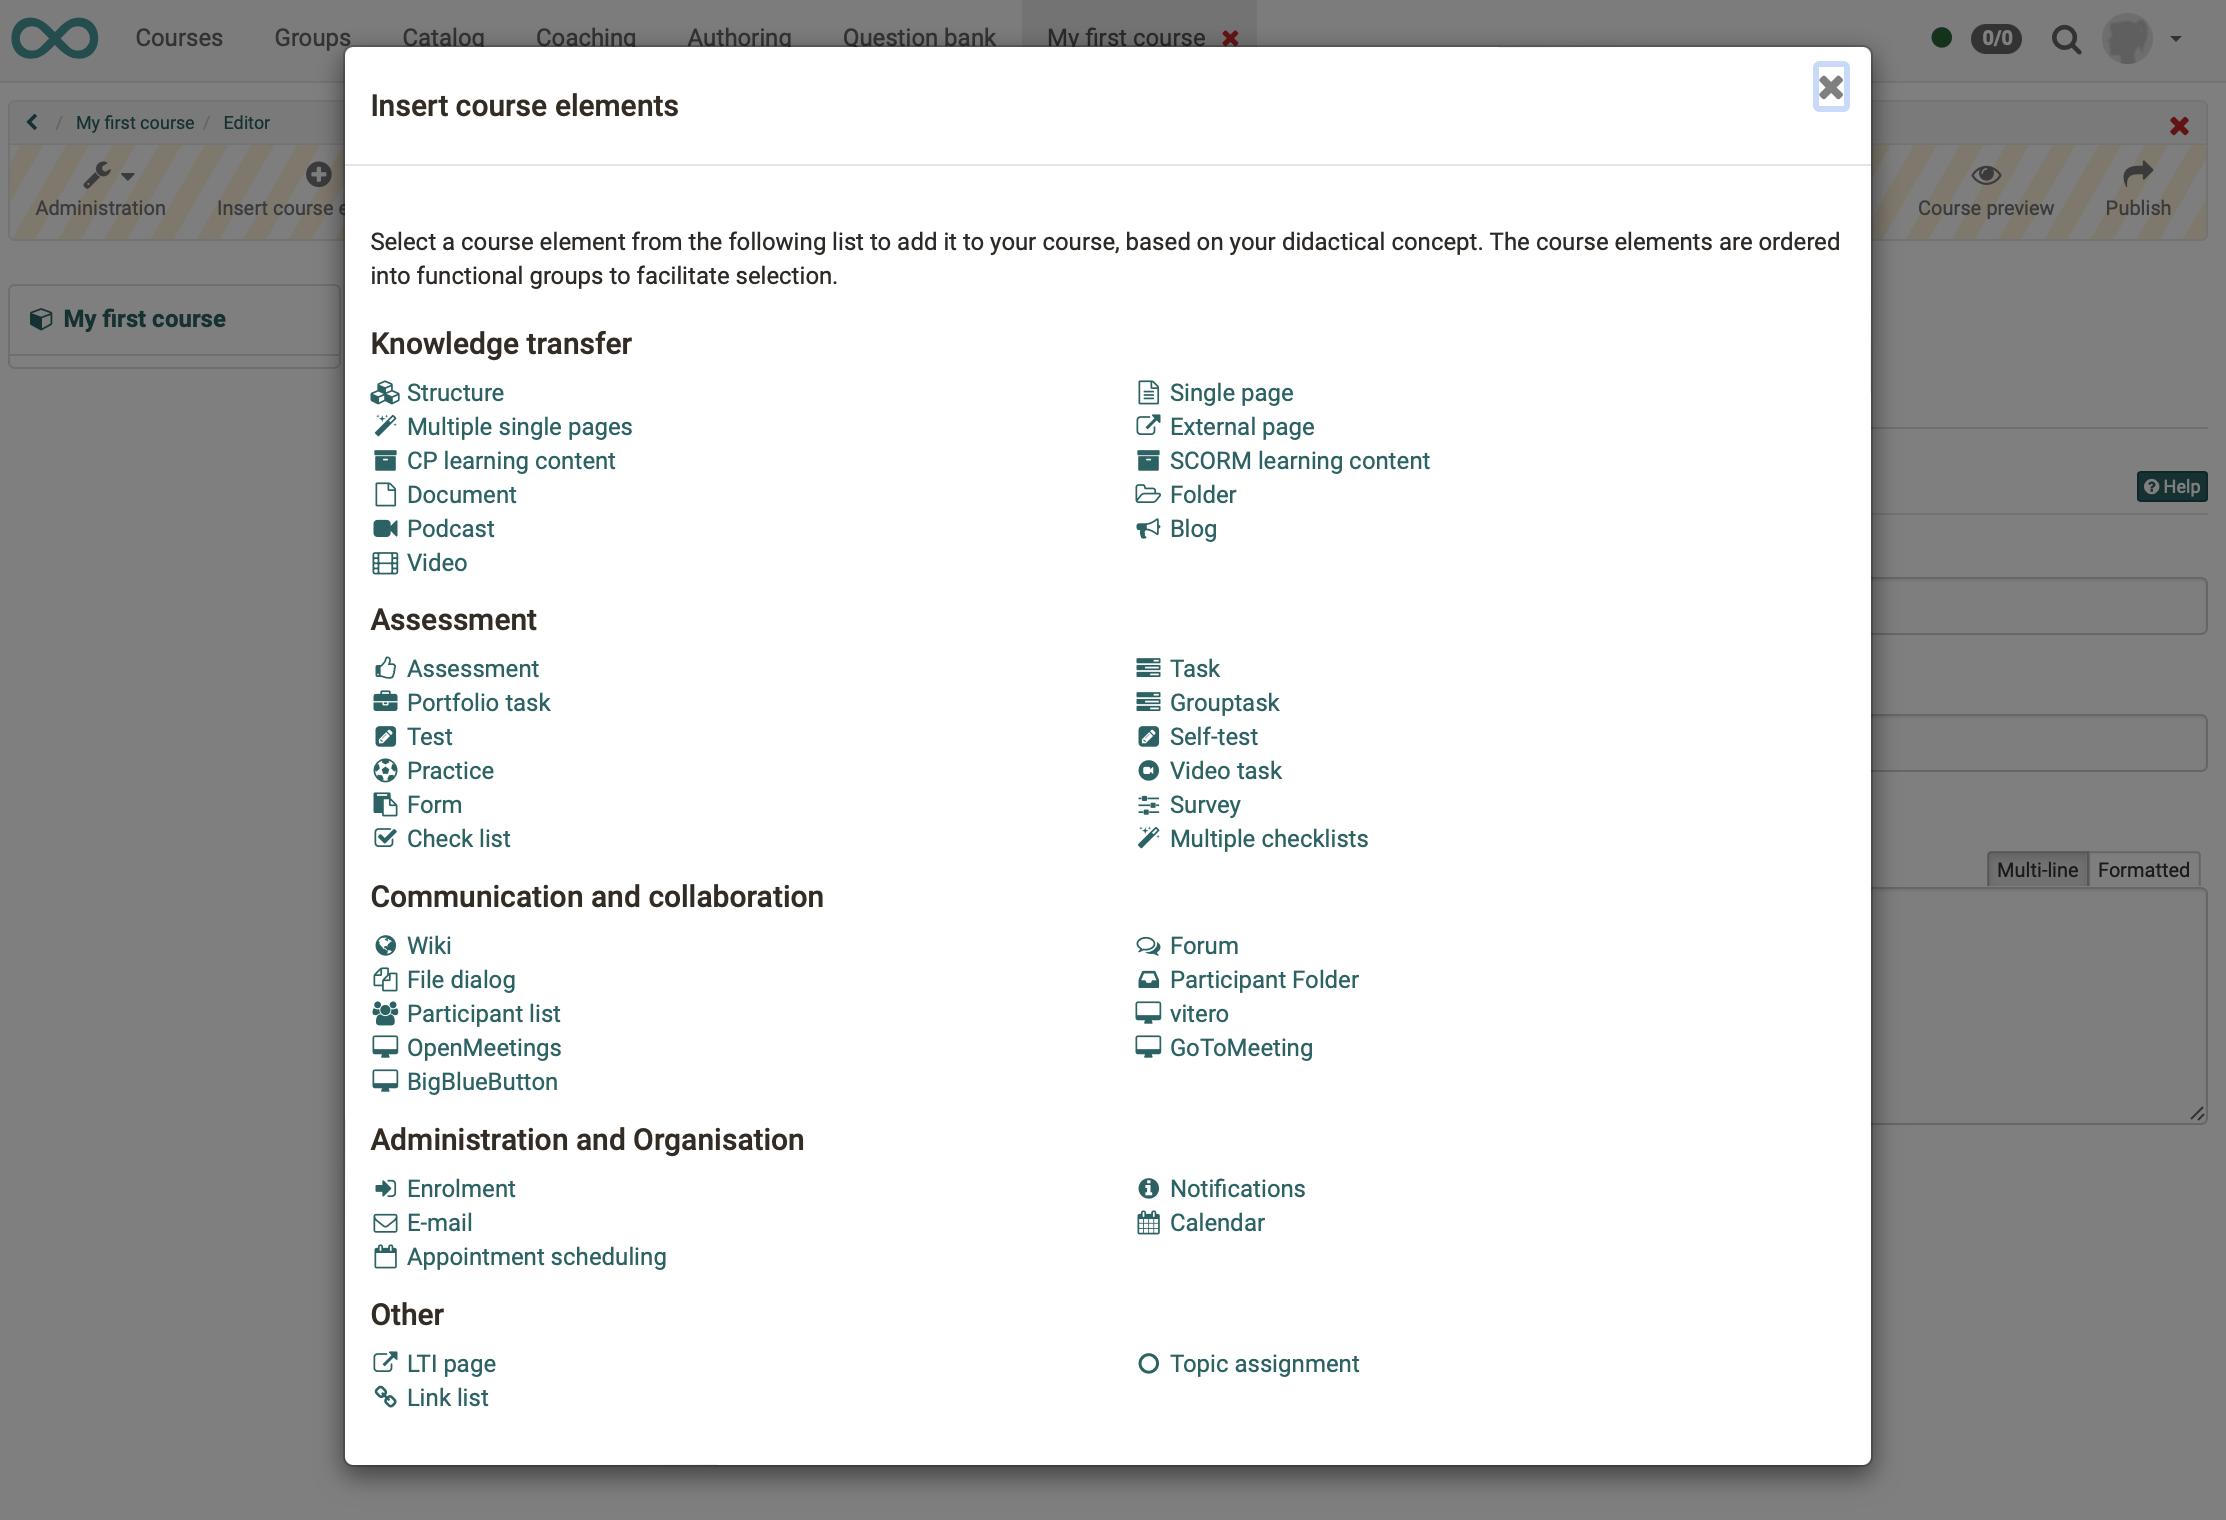 Courses Groups Catalog Coaching Authoring Question bank My first course 0/0
Insert course elements
/ My first course / Editor
Administration Insert course e Course preview Publish
Select a course element from the following list to add it to your course, based on your didactical concept. The course elements are ordered
into functional groups to facilitate selection.
My first course
Knowledge transfer
Structure Single page
Multiple single pages External page
CP learning content SCORM learning content
Help
Document Folder
Podcast Blog
Video
Assessment
Assessment Task
Portfolio task Grouptask
Test Self-test
Practice Video task
Form Survey
Check list Multiple checklists
Multi-line Formatted
Communication and collaboration
Wiki Forum
File dialog Participant Folder
Participant list vitero
OpenMeetings GoToMeeting
BigBlueButton
Administration and Organisation
Enrolment Notifications
E-mail Calendar
Appointment scheduling
Other
LTI page Topic assignment
Link list